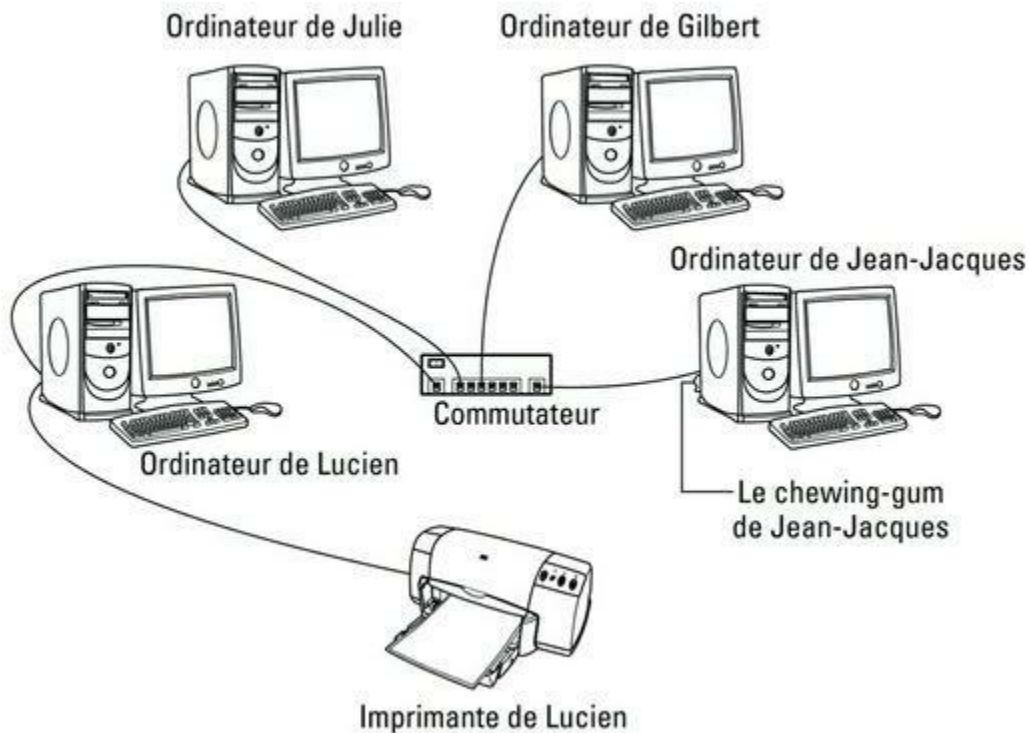 Ordinateur de Julie
Ordinateur de Gilbert
Ordinateur de Jean-Jacques
Commutateur
Ordinateur de Lucien
Le chewing-gum
de Jean-Jacques
Imprimante de Lucien